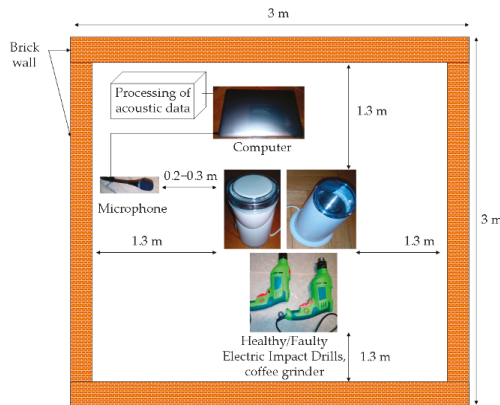 3 m
Brick
wall
Processing of
acoustic data
1.3 m
Computer
0.2–0.3 m
Microphone
3 m
1.3 m
1.3 m
Healthy/Faulty
Electric Impact Drills,
coffee grinder
1.3 m